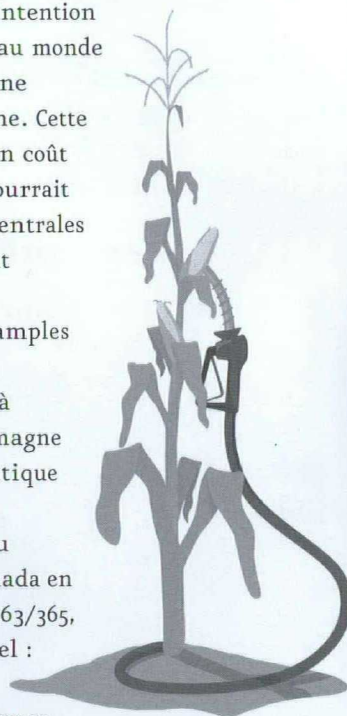 ntention
au monde
ne
ne. Cette
n coût
ourrait
entrales
t
amples
à
magne
tique
u
ada en
63/365,
el :